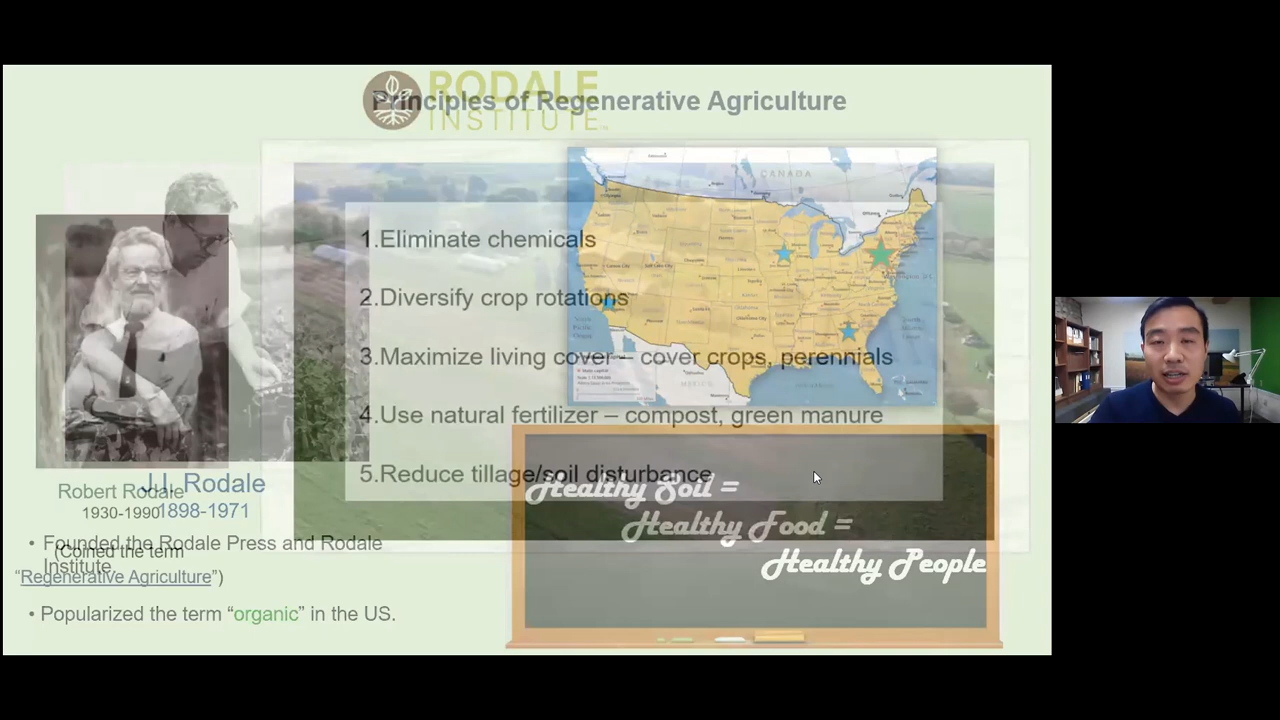 RODALE
INSTITUTE
Principles of Regenerative Agriculture
CANADA
MEXICO
1.Eliminate chemicals
2.Diversify crop rotations
3.Maximize living cover – cover crops, perennials
4.Use natural fertilizer – compost, green manure
5.Reduce tillage/soil disturbance
Healthy Soil =
Healthy Food =
Healthy People
J.I. Rodale
1898-1971
• Founded the Rodale Press and Rodale
Institute.
• Popularized the term “organic” in the US.
Robert Rodale
1930-1990
(Coined the term
“Regenerative Agriculture”)